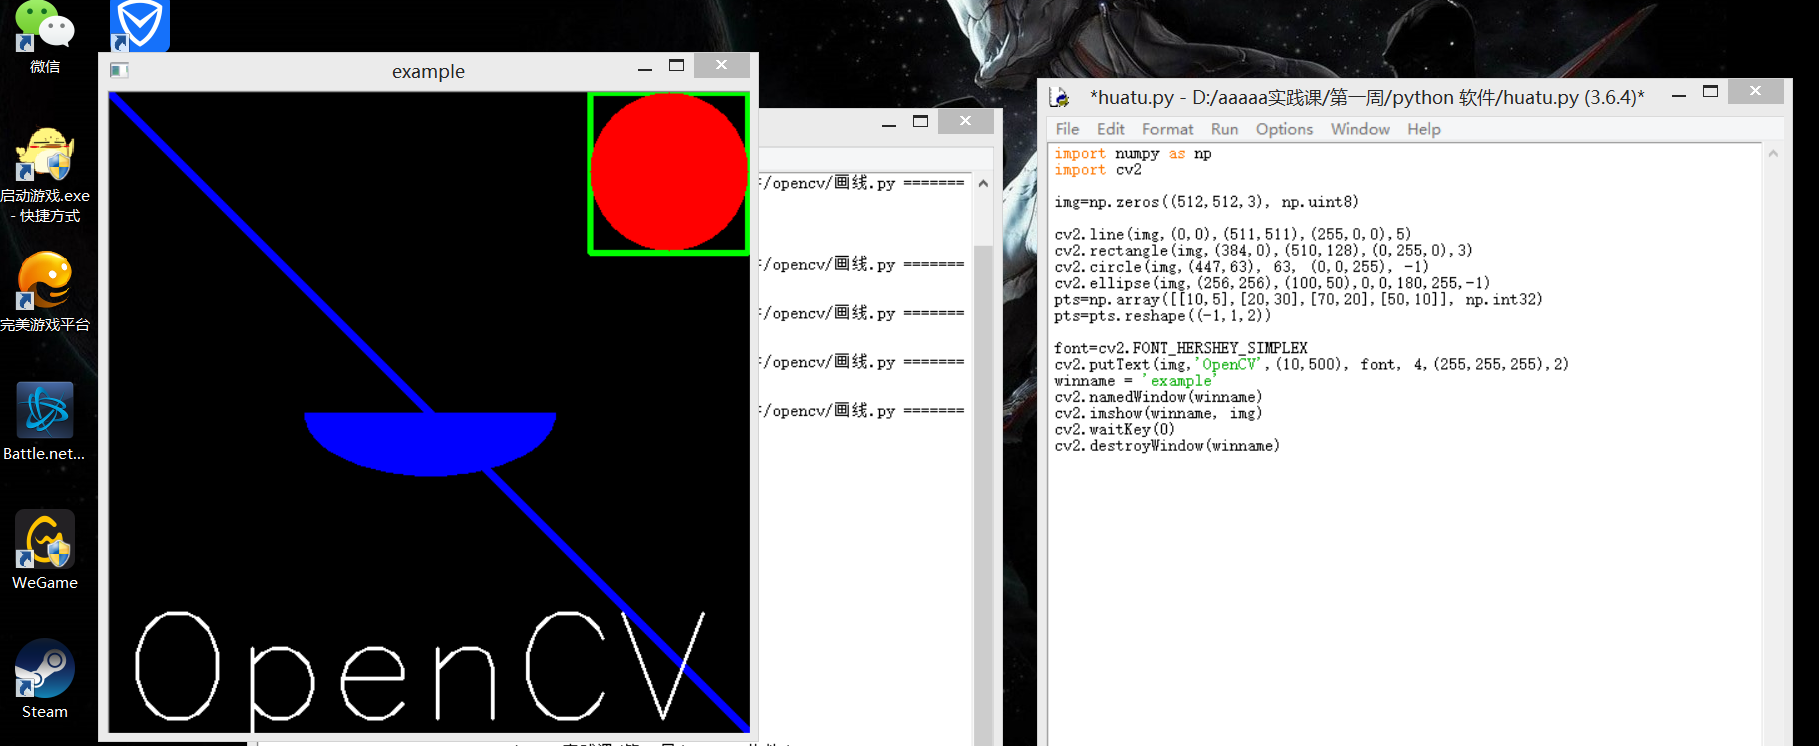 微信
启动游戏.exe
- 快捷方式
完美游戏平台
Battle.net...
WeGame
Steam
example
OpenCV
/opencv/画线.py =======
/opencv/画线.py =======
/opencv/画线.py =======
/opencv/画线.py =======
/opencv/画线.py =======
*huatu.py - D:/aaaaa实践课/第一周/python 软件/huatu.py (3.6.4)*
File Edit Format Run Options Window Help
import numpy as np
import cv2
img=np.zeros((512,512,3), np.uint8)
cv2.line(img,(0,0),(511,511),(255,0,0),5)
cv2.rectangle(img,(384,0),(510,128),(0,255,0),3)
cv2.circle(img,(447,63), 63, (0,0,255), -1)
cv2.ellipse(img,(256,256),(100,50),0,0,180,255,-1)
pts=np.array([[10,5],[20,30],[70,20],[50,10]], np.int32)
pts=pts.reshape((-1,1,2))
font=cv2.FONT_HERSHEY_SIMPLEX
cv2.putText(img,'OpenCV',(10,500), font, 4,(255,255,255),2)
winname = 'example'
cv2.namedWindow(winname)
cv2.imshow(winname, img)
cv2.waitKey(0)
cv2.destroyWindow(winname)